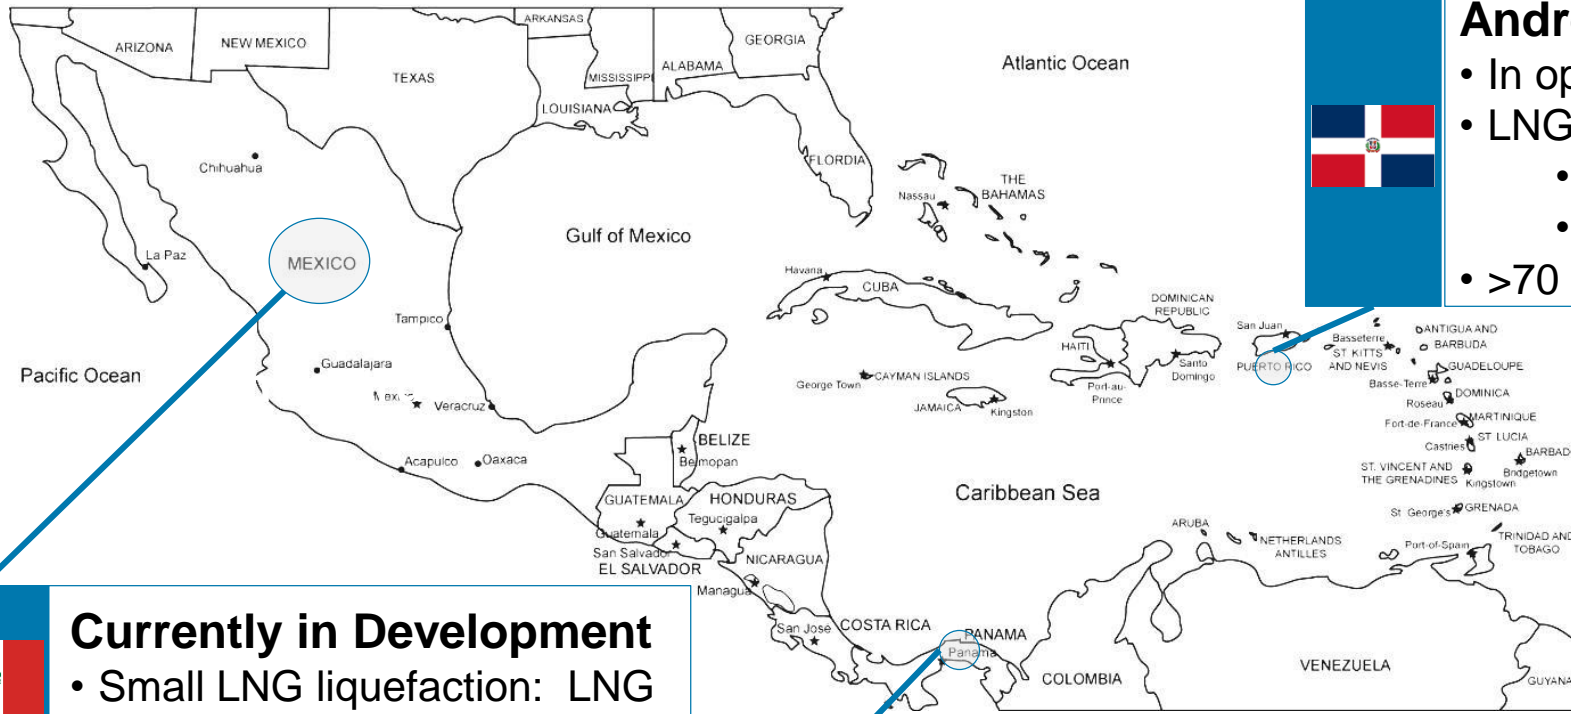 ARKANSAS
ARIZONA
NEW MEXICO
TEXAS
MISSISSIPPI
ALABAMA
GEORGIA
LOUISIANA
FLORDIA
Atlantic Ocean
Andr
• In op
• LNG
•
•
• >70
Chihuahua
La Paz
MEXICO
Gulf of Mexico
Nassau
THE
BAHAMAS
Havana
CUBA
Tampico
Pacific Ocean
Guadalajara
Veracruz
Acapulco
Oaxaca
BELIZE
Belmopan
GUATEMALA
Guatemala
HONDURAS
Tegucigalpa
San Salvador
EL SALVADOR
NICARAGUA
Managua
George Town
CAYMAN ISLANDS
JAMAICA
Kingston
HAITI
Port-au-
Prince
DOMINICAN
REPUBLIC
Santo
Domingo
San Juan
PUERTO RICO
Basseterre
ST KITTS
AND NEVIS
ANTIGUA AND
BARBUDA
GUADELOUPE
Basse-Terre
DOMINICA
Roseau
MARTINIQUE
Fort-de-France
ST LUCIA
Castries
BARBAD
Bridgetown
ST. VINCENT AND
THE GRENADINES
Kingstown
St George's
GRENADA
Caribbean Sea
ARUBA
NETHERLANDS
ANTILLES
Port-of-Spain
TRINIDAD AND
TOBAGO
San José
COSTA RICA
PANAMA
Panama
COLOMBIA
VENEZUELA
GUYANA
Currently in Development
• Small LNG liquefaction: LNG